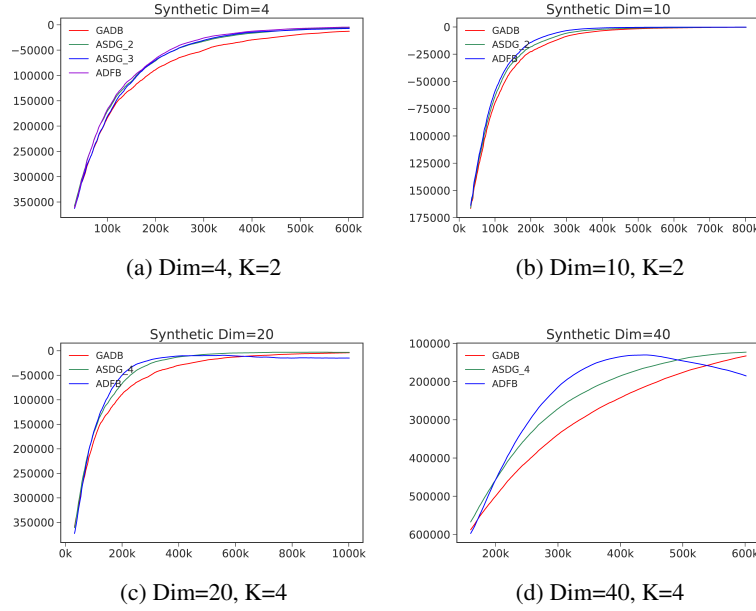 Synthetic Dim=4
0
−50000
100000
150000
200000
250000
300000
350000
100k
200k
300k
400k
500k
600k
GADB
ASDG_2
ASDG_3
ADFB
(a) Dim=4, K=2
Synthetic Dim=10
0
−25000
−50000
−75000
100000
125000
150000
175000
0k
100k
200k
300k
400k
500k
600k
700k
800k
GADB
ASDG_2
ADFB
(b) Dim=10, K=2
Synthetic Dim=20
0
−50000
100000
150000
200000
250000
300000
350000
0k
200k
400k
600k
800k
1000k
GADB
ASDG_4
ADFB
(c) Dim=20, K=4
Synthetic Dim=40
100000
200000
300000
400000
500000
600000
200k
300k
400k
500k
600k
GADB
ASDG_4
ADFB
(d) Dim=40, K=4